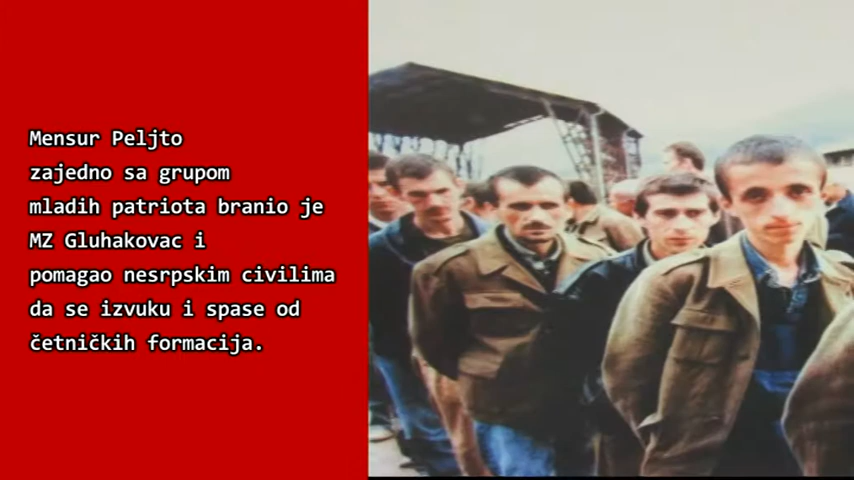 Mensur Peljto
zajedno sa grupom
mladih patriota branio je
MZ Gluhakovac i
pomagao nesrpskim civilima
da se izvuku i spase od
četničkih formacija.